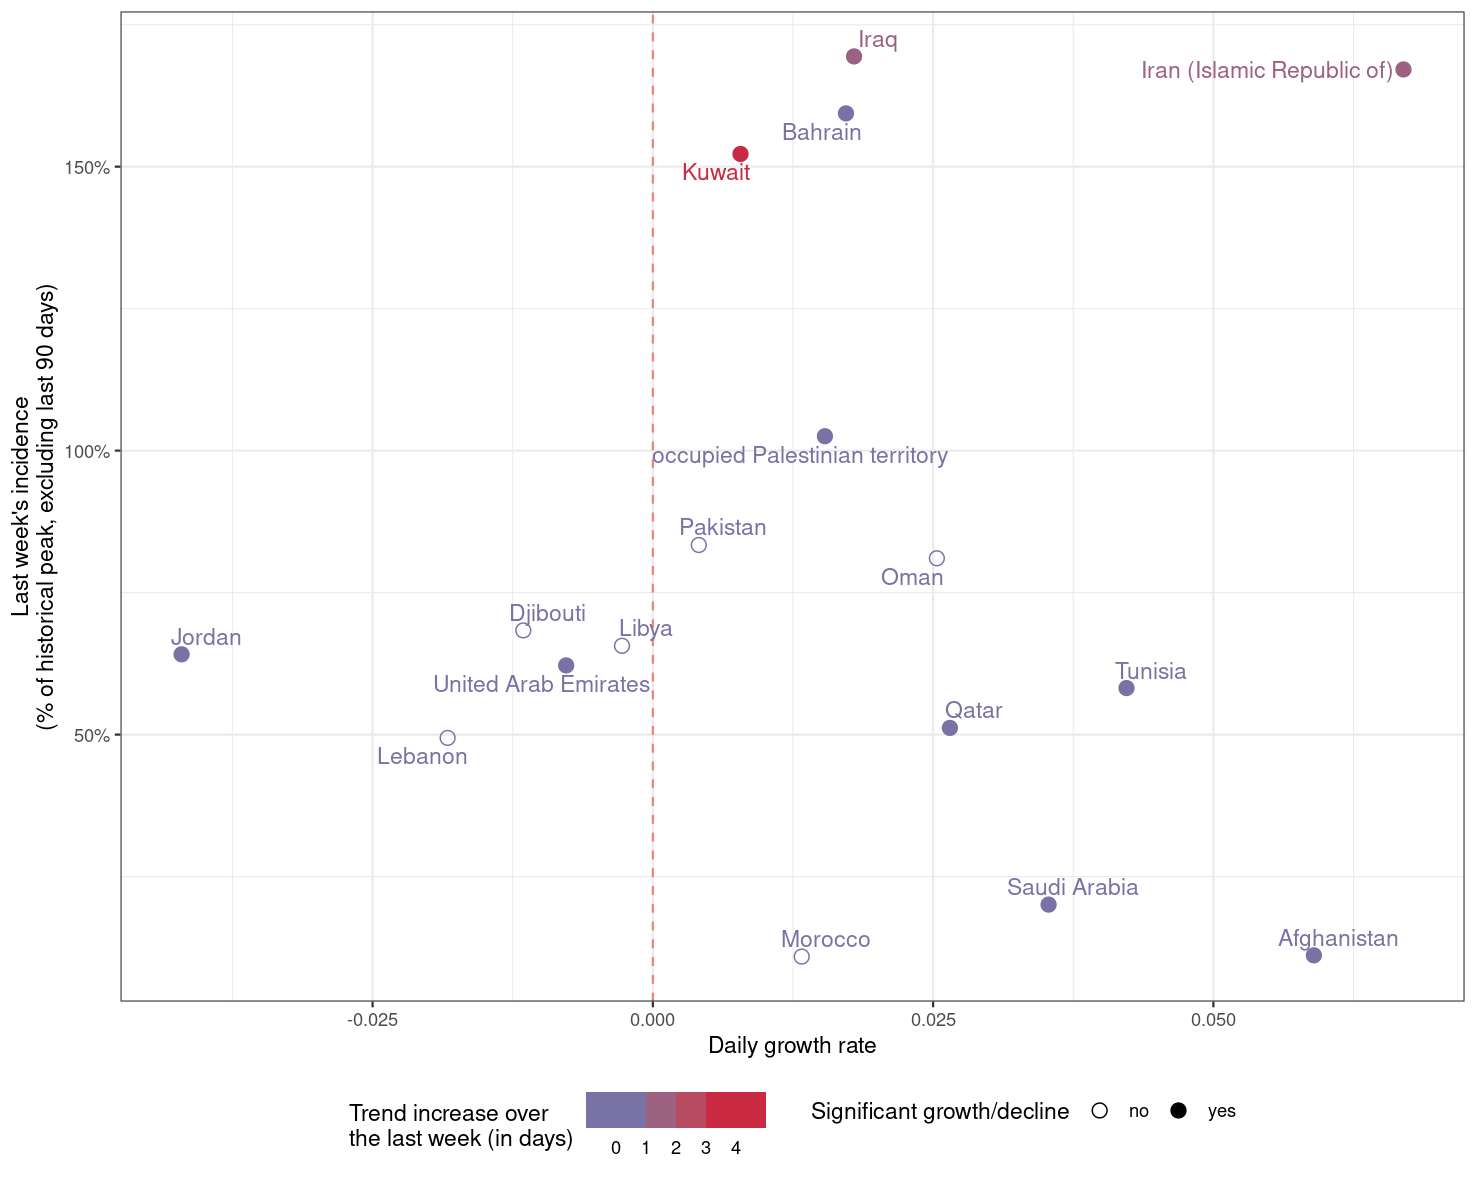 Iraq
Iran (Islamic Republic of)
Bahrain
Kuwait
150%
occupied Palestinian territory
100%
Pakistan
Oman
Djibouti
Libya
Jordan
United Arab Emirates
Tunisia
Qatar
50%
Lebanon
Saudi Arabia
Morocco
Afghanistan
Last week's incidence
(% of historical peak, excluding last 90 days)
-0.025 0.000 0.025 0.050
Daily growth rate
Trend increase over
the last week (in days)
0 1 2 3 4
Significant growth/decline no yes